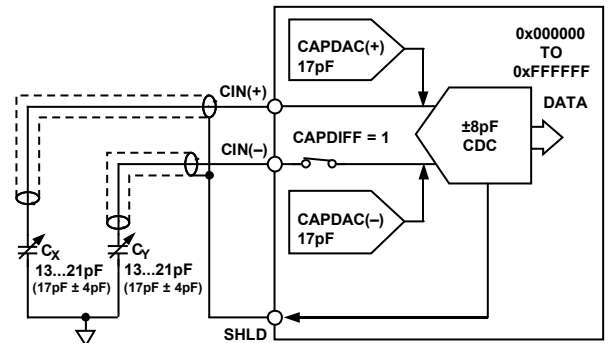 CAPDAC(+)
17pF
0x000000
TO
0xFFFFFF
DATA
CIN(+)
CAPDIFF = 1
±8pF
CDC
CIN(–)
CAPDAC(–)
17pF
CX
13...21pF
(17pF ± 4pF)
CY
13...21pF
(17pF ± 4pF)
SHLD